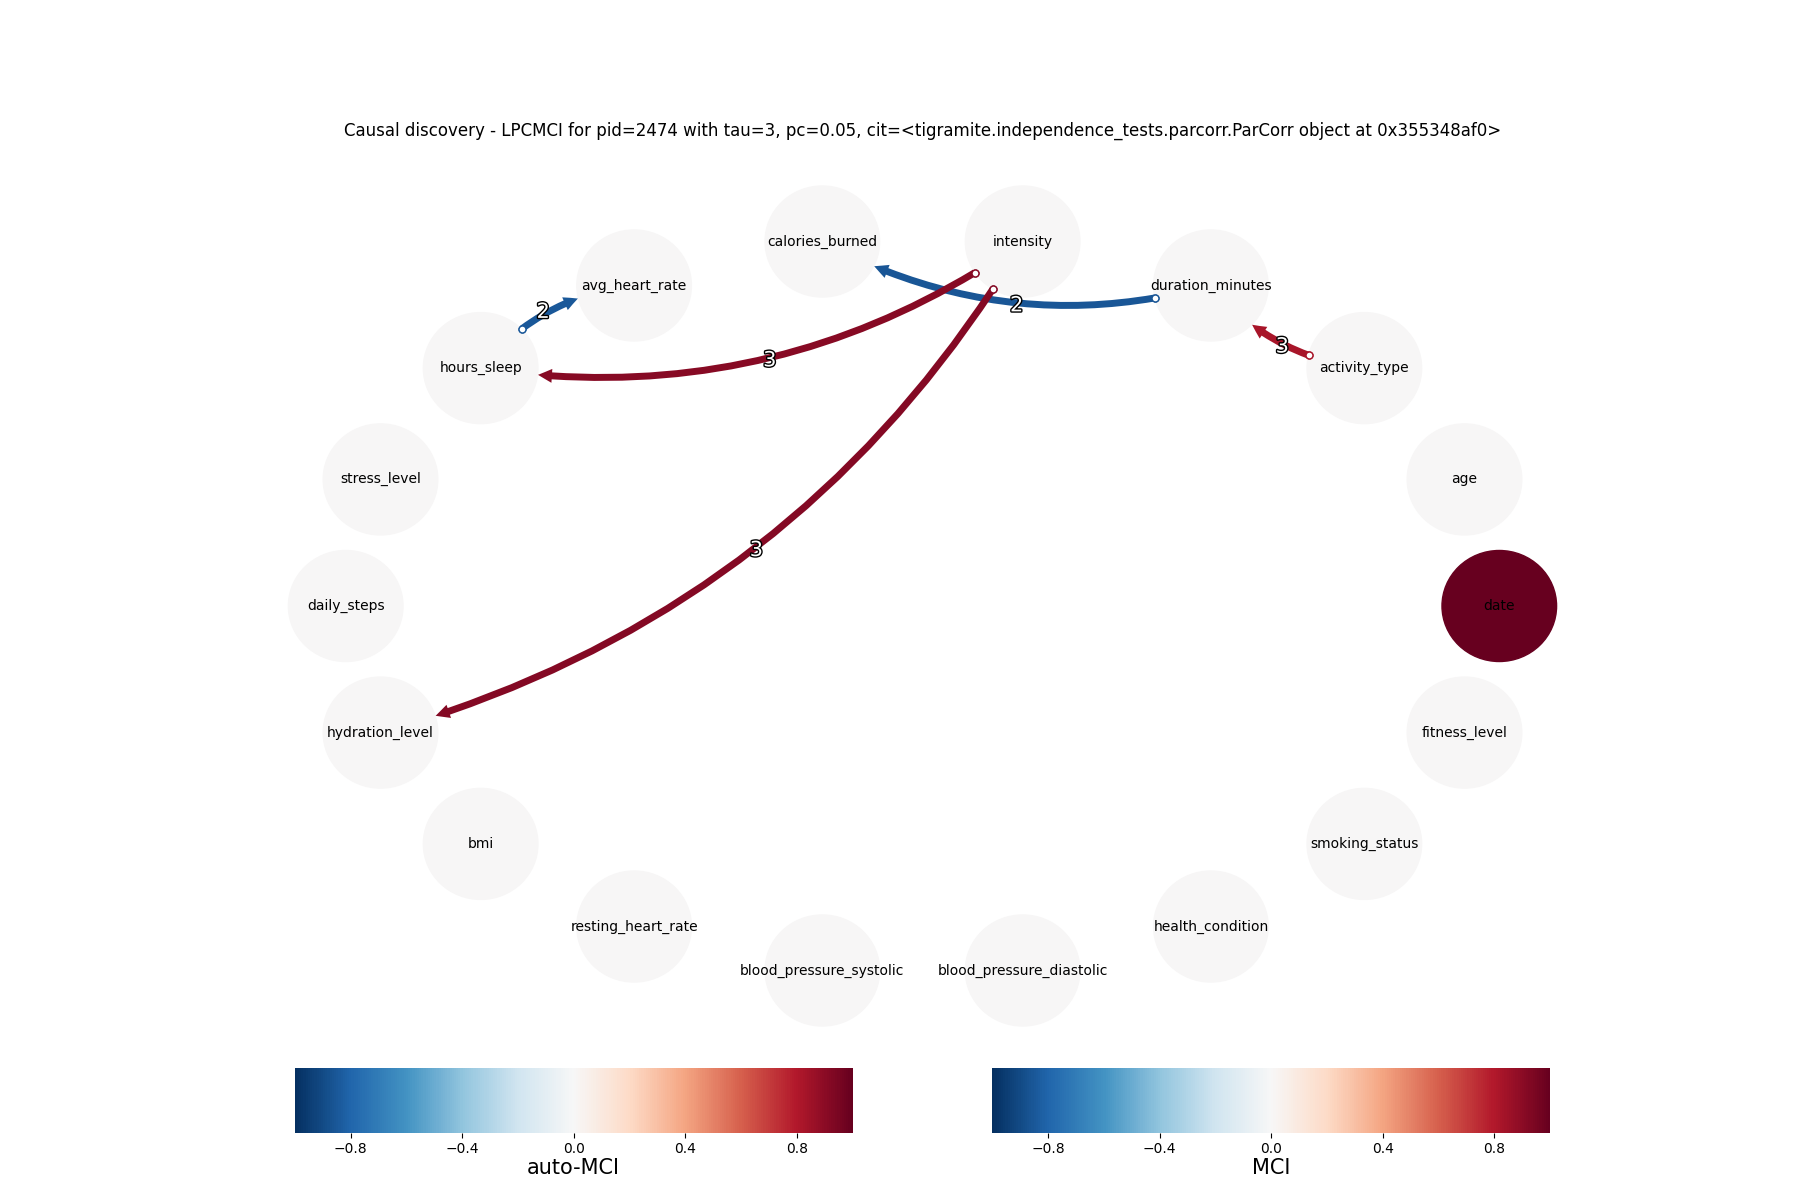 Causal discovery - LPCMCI for pid=2474 with tau=3, pc=0.05, cit=<tigramite.independence_tests.parcorr.ParCorr object at 0x355348af0>
calories_burned
intensity
avg_heart_rate
duration_minutes
2
2
3
3
hours_sleep
activity_type
stress_level
age
3
daily_steps
date
hydration_level
fitness_level
bmi
smoking_status
resting_heart_rate
health_condition
blood_pressure_systolic
blood_pressure_diastolic
−0.8 −0.4 0.0 0.4 0.8
auto-MCI
−0.8 −0.4 0.0 0.4 0.8
MCI